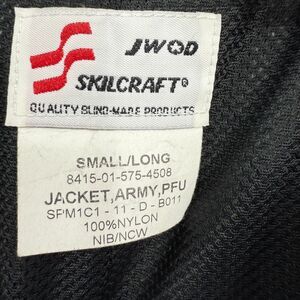 JWOD
SKILCRAFT®
QUALITY BLIND-MADE PRODUCTS
SMALL/LONG
8415-01-575-4508
JACKET,ARMY,PFU
SPM1C1 - 11 - D - B011
100%NYLON
NIB/NCW